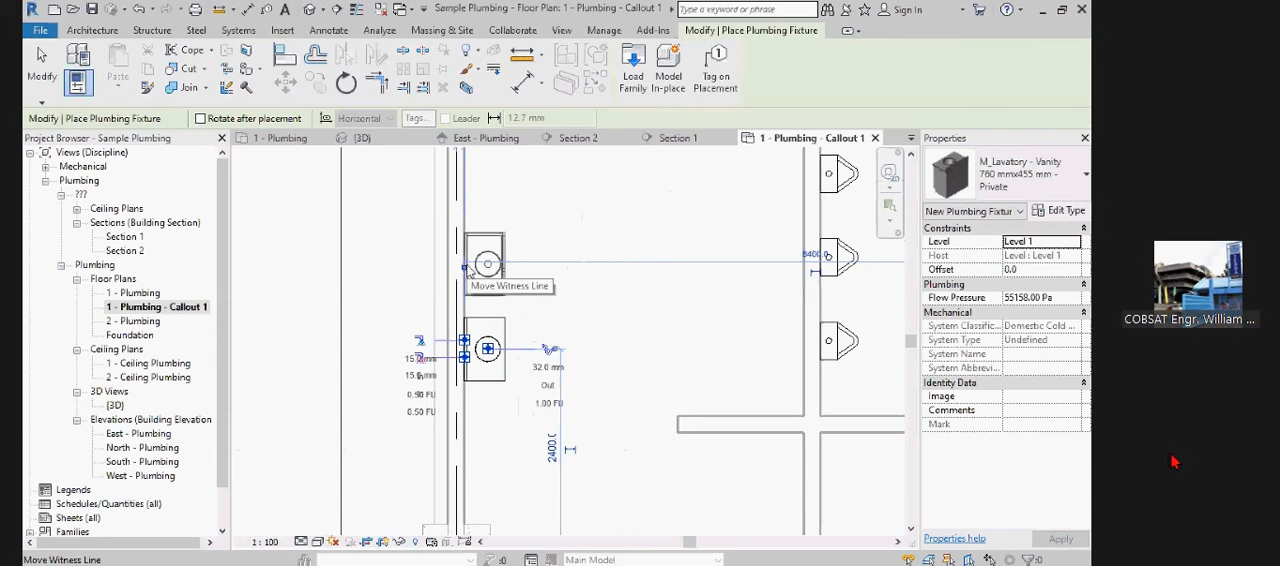 Sample Plumbing - Floor Plan: 1 - Plumbing - Callout 1
Type a keyword or phrase
Sign In
File Architecture Structure Steel Systems Insert Annotate Analyze Massing & Site Collaborate View Manage Add-Ins Modify | Place Plumbing Fixture
Modify
Paste
Cope
Cut
Join
Load Family
Model In-place
Tag on Placement
Modify | Place Plumbing Fixture
Rotate after placement
Horizontal
Tags...
Leader
12.7 mm
Project Browser - Sample Plumbing
Views (Discipline)
Mechanical
Plumbing
???
Ceiling Plans
Sections (Building Section)
Section 1
Section 2
Plumbing
Floor Plans
1 - Plumbing
1 - Plumbing - Callout 1
2 - Plumbing
Foundation
Ceiling Plans
1 - Ceiling Plumbing
2 - Ceiling Plumbing
3D Views
{3D}
Elevations (Building Elevation
East - Plumbing
North - Plumbing
South - Plumbing
West - Plumbing
Legends
Schedules/Quantities (all)
Sheets (all)
Families
1 - Plumbing
{3D}
East - Plumbing
Section 2
Section 1
1 - Plumbing - Callout 1
8400.0
Move Witness Line
32.0 mm
Out
1.00 FU
0.50 FU
0.50 FU
1 : 100
Properties
M_Lavatory - Vanity
760 mmx455 mm -
Private
New Plumbing Fixtur
Edit Type
Constraints
Level Level 1
Host Level : Level 1
Offset 0.0
Plumbing
Flow Pressure 55158.00 Pa
Mechanical
System Classific... Domestic Cold ...
System Type Undefined
System Name
System Abbrevi...
Identity Data
Image
Comments
Mark
Properties help
Apply
Move Witness Line
:0
Main Model
:0
COBSAT Engr. William ...